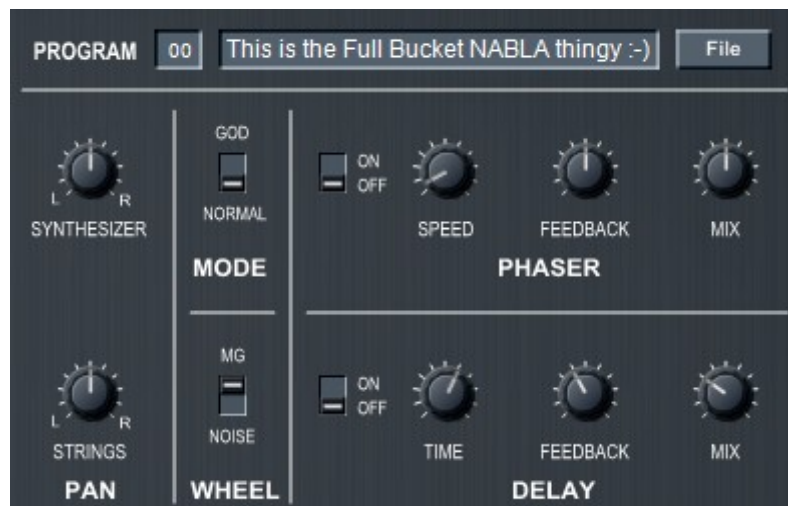 PROGRAM 00 This is the Full Bucket NABLA thingy :-) File
L R
SYNTHESIZER
GOD
NORMAL
MODE
ON
OFF
SPEED FEEDBACK MIX
PHASER
L R
STRINGS
PAN
MG
NOISE
WHEEL
ON
OFF
TIME FEEDBACK MIX
DELAY